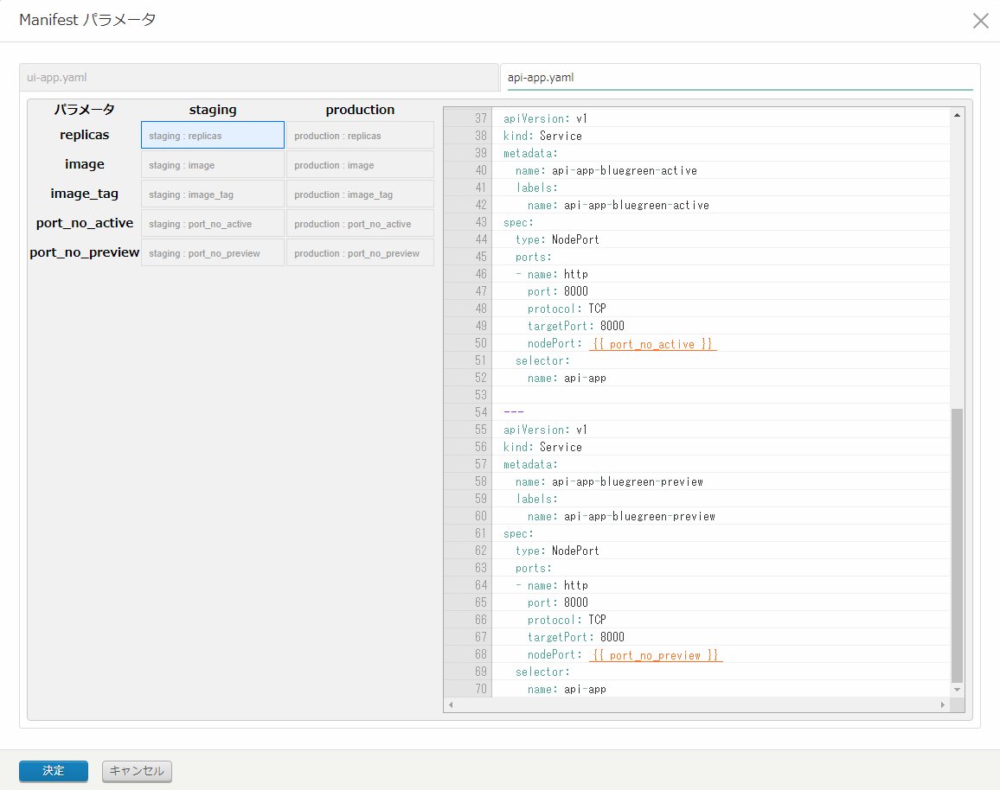 Manifest パラメータ
ui-app.yaml
api-app.yaml
パラメータ staging production
replicas staging : replicas production : replicas
image staging : image production : image
image_tag staging : image_tag production : image_tag
port_no_active staging : port_no_active production : port_no_active
port_no_preview staging : port_no_preview production : port_no_preview
37 apiVersion: v1
38 kind: Service
39 metadata:
40   name: api-app-bluegreen-active
41   labels:
42     name: api-app-bluegreen-active
43 spec:
44   type: NodePort
45   ports:
46   - name: http
47     port: 8000
48     protocol: TCP
49     targetPort: 8000
50     nodePort: {{ port_no_active }}
51   selector:
52     name: api-app
53
54 ---
55 apiVersion: v1
56 kind: Service
57 metadata:
58   name: api-app-bluegreen-preview
59   labels:
60     name: api-app-bluegreen-preview
61 spec:
62   type: NodePort
63   ports:
64   - name: http
65     port: 8000
66     protocol: TCP
67     targetPort: 8000
68     nodePort: {{ port_no_preview }}
69   selector:
70     name: api-app
決定 キャンセル